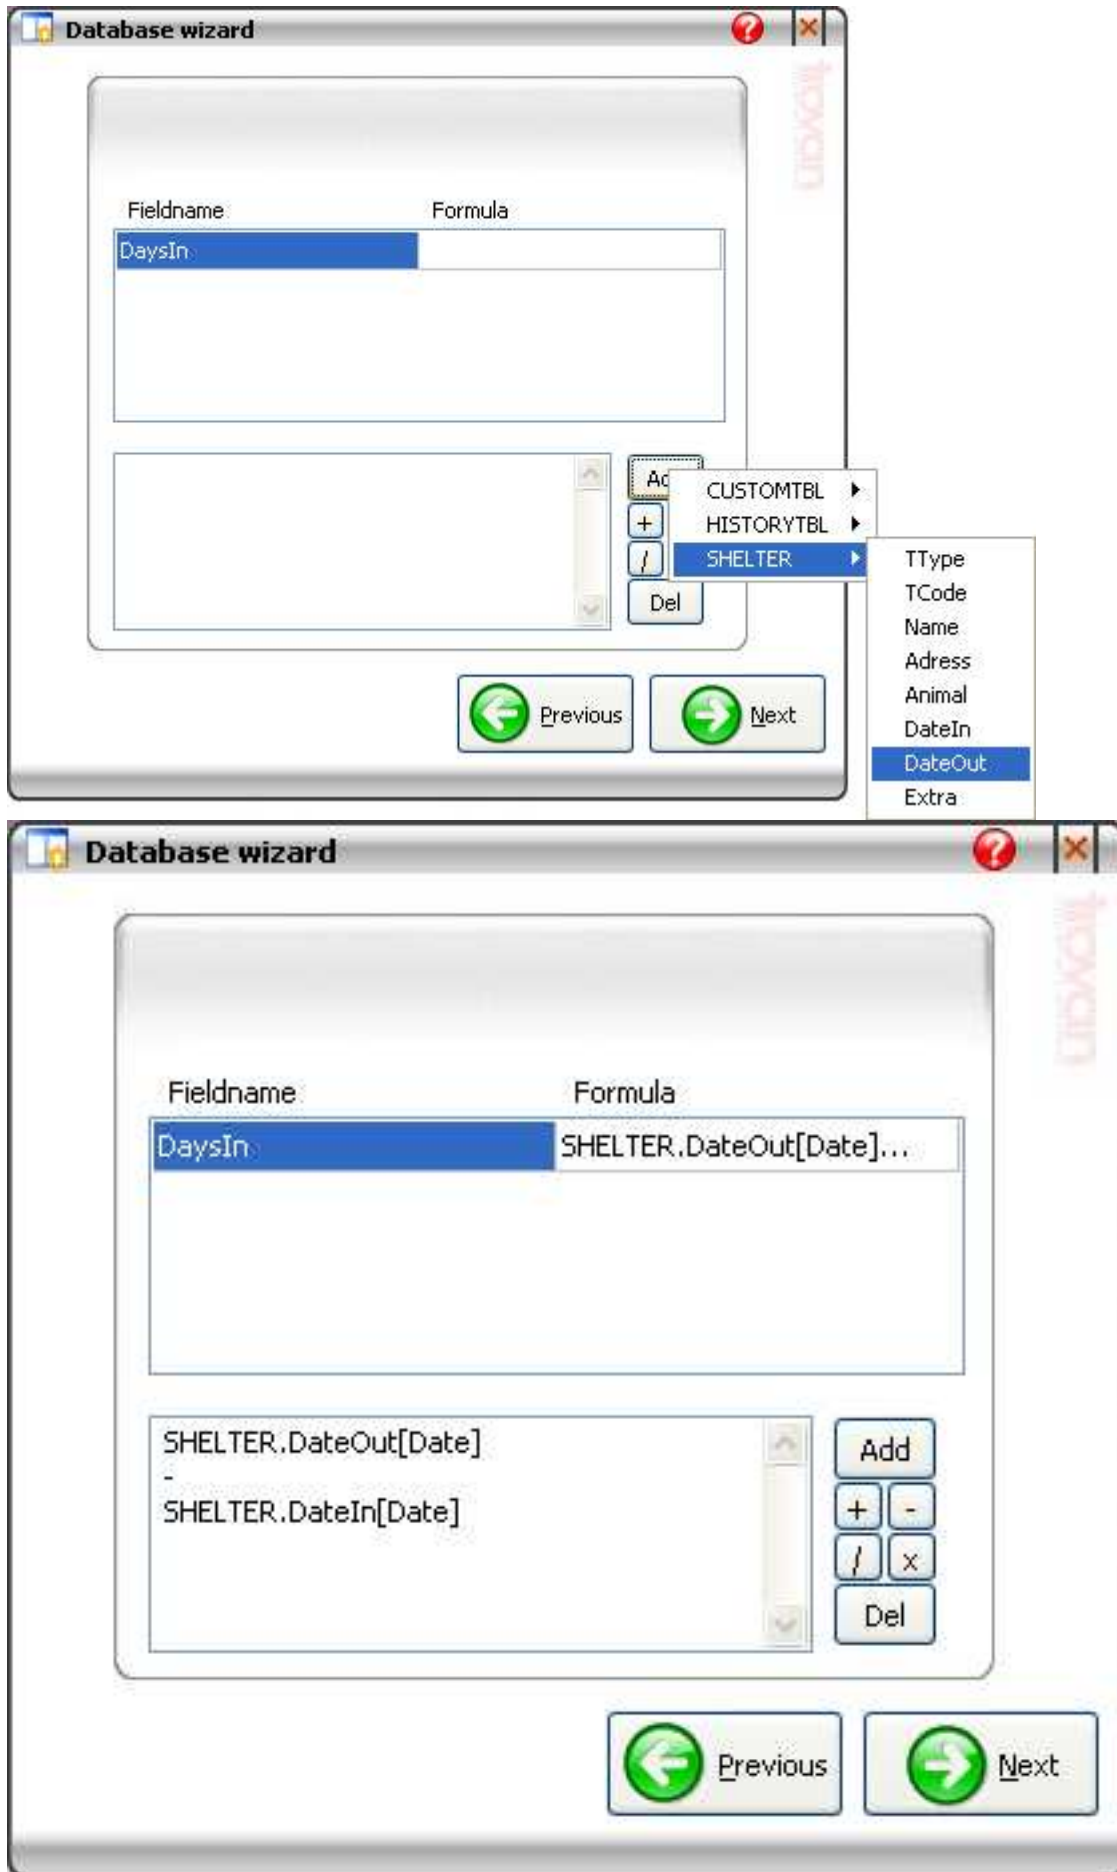 Database wizard
?
trovan
Fieldname Formula
DaysIn
Ad
CUSTOMTBL
HISTORYTBL
SHELTER
+
/
Del
TType
TCode
Name
Adress
Animal
DateIn
DateOut
Extra
Previous Next
Database wizard
?
trovan
Fieldname Formula
DaysIn SHELTER.DateOut[Date]...
SHELTER.DateOut[Date]
-
SHELTER.DateIn[Date]
Add
+ -
/ x
Del
Previous Next